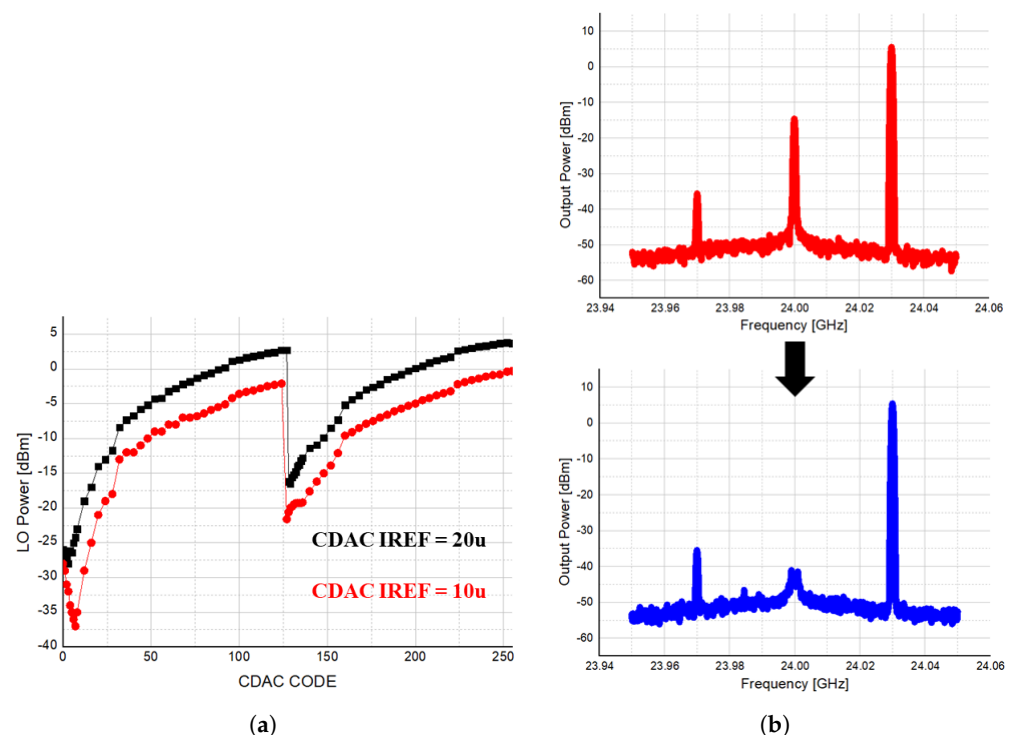 10
0
-10
-20
-30
-40
-50
-60
Output Power [dBm]
23.94 23.96 23.98 24.00 24.02 24.04 24.06
Frequency [GHz]
5
0
-5
-10
-15
-20
-25
-30
-35
-40
LO Power [dBm]
CDAC IREF = 20u
CDAC IREF = 10u
0 50 100 150 200 250
CDAC CODE
10
0
-10
-20
-30
-40
-50
-60
Output Power [dBm]
23.94 23.96 23.98 24.00 24.02 24.04 24.06
Frequency [GHz]
(a) (b)